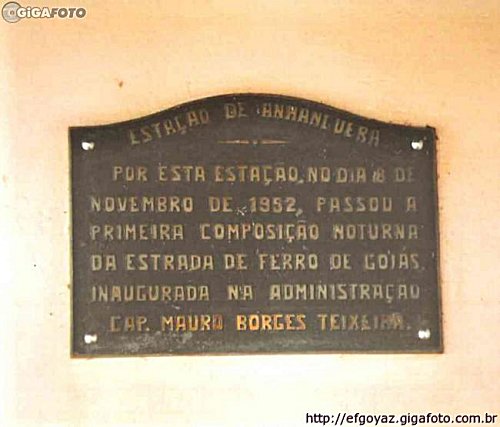 GiGAFOTO
ESTAÇÃO DE ANHANGUERA
POR ESTA ESTAÇÃO, NO DIA 8 DE
NOVEMBRO DE 1952, PASSOU A
PRIMEIRA COMPOSIÇÃO NOTURNA
DA ESTRADA DE FERRO DE GOIÁS
INAUGURADA NA ADMINISTRAÇÃO
CAP. MAURO BORGES TEIXEIRA.
http://efgoyaz.gigafoto.com.br